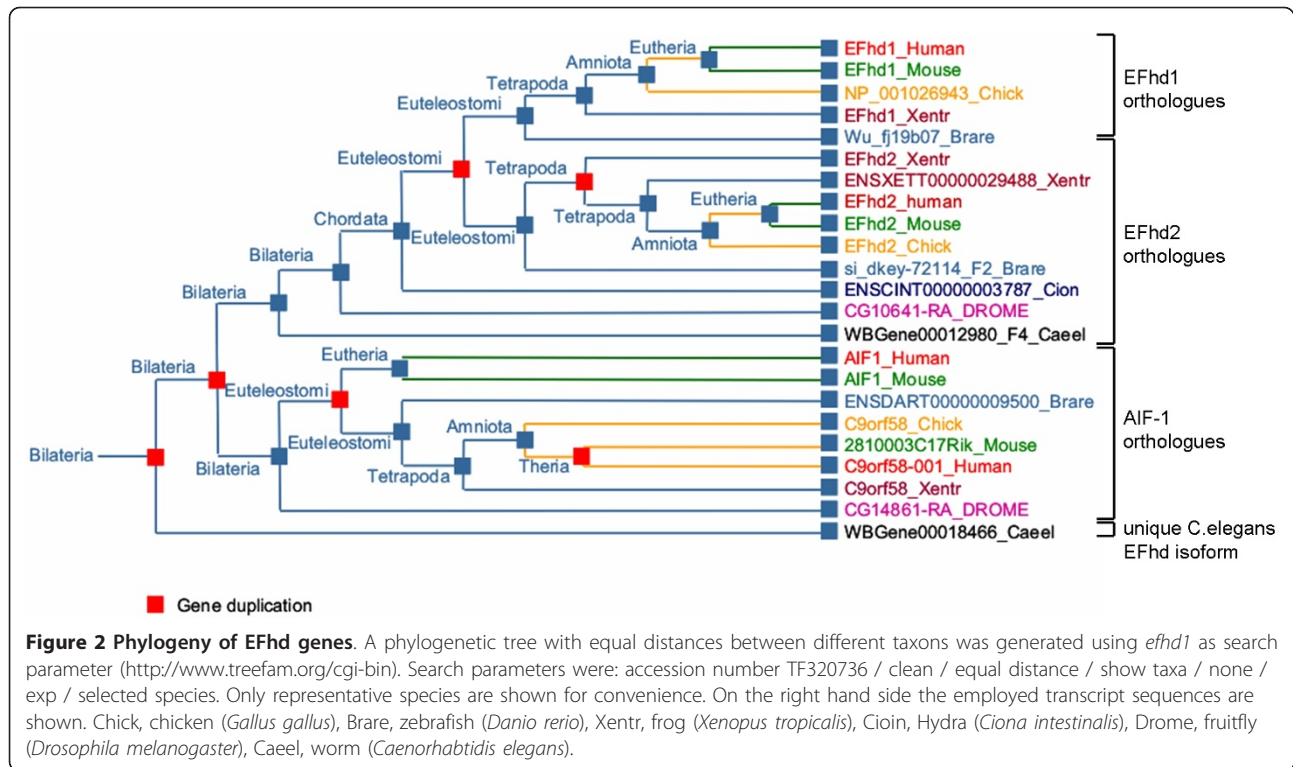 Eutheria
EFhd1_Human
Amniota
EFhd1_Mouse
EFhd1
orthologues
Tetrapoda
NP_001026943_Chick
Euteleostomi
EFhd1_Xentr
Wu_fj19b07_Brare
Euteleostomi
Tetrapoda
EFhd2_Xentr
ENSXETT00000029488_Xentr
Eutheria
EFhd2_human
Chordata
Tetrapoda
EFhd2_Mouse
Euteleostomi
Amniota
EFhd2_Chick
EFhd2
orthologues
Bilateria
si_dkey-72114_F2_Brare
Bilateria
ENSCINT00000003787_Cion
CG10641-RA_DROME
WBGene00012980_F4_Caeel
Eutheria
AIF1_Human
Bilateria
AIF1_Mouse
Euteleostomi
ENSDART00000009500_Brare
Amniota
C9orf58_Chick
AIF-1
orthologues
Euteleostomi
2810003C17Rik_Mouse
Bilateria
Bilateria
Tetrapoda
Theria
C9orf58-001_Human
C9orf58_Xentr
CG14861-RA_DROME
WBGene00018466_Caeel
unique C.elegans
EFhd isoform
Gene duplication
Figure 2 Phylogeny of EFhd genes. A phylogenetic tree with equal distances between different taxons was generated using efhd1 as search
parameter (http://www.treefam.org/cgi-bin). Search parameters were: accession number TF320736 / clean / equal distance / show taxa / none /
exp / selected species. Only representative species are shown for convenience. On the right hand side the employed transcript sequences are
shown. Chick, chicken (Gallus gallus), Brare, zebrafish (Danio rerio), Xentr, frog (Xenopus tropicalis), Cioin, Hydra (Ciona intestinalis), Drome, fruitfly
(Drosophila melanogaster), Caeel, worm (Caenorhabtidis elegans).